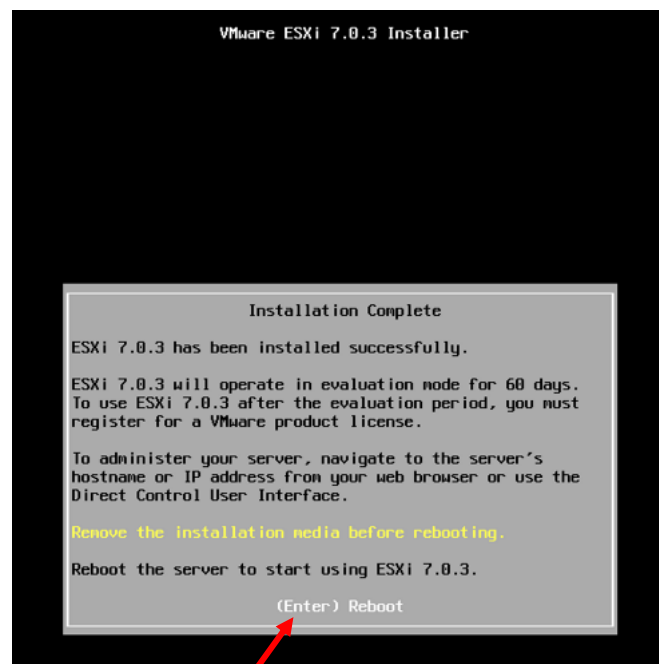 VMware ESXi 7.0.3 Installer
Installation Complete
ESXi 7.0.3 has been installed successfully.
ESXi 7.0.3 will operate in evaluation mode for 60 days.
To use ESXi 7.0.3 after the evaluation period, you must
register for a VMware product license.
To administer your server, navigate to the server's
hostname or IP address from your web browser or use the
Direct Control User Interface.
Remove the installation media before rebooting.
Reboot the server to start using ESXi 7.0.3.
(Enter) Reboot